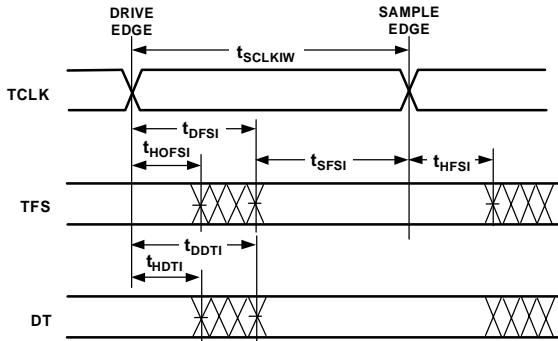 DRIVE
EDGE
SAMPLE
EDGE
tSCLKIW
TCLK
tDFSI
tHOFSI
tSFSI
tHFSI
TFS
tDDTI
tHDTI
DT